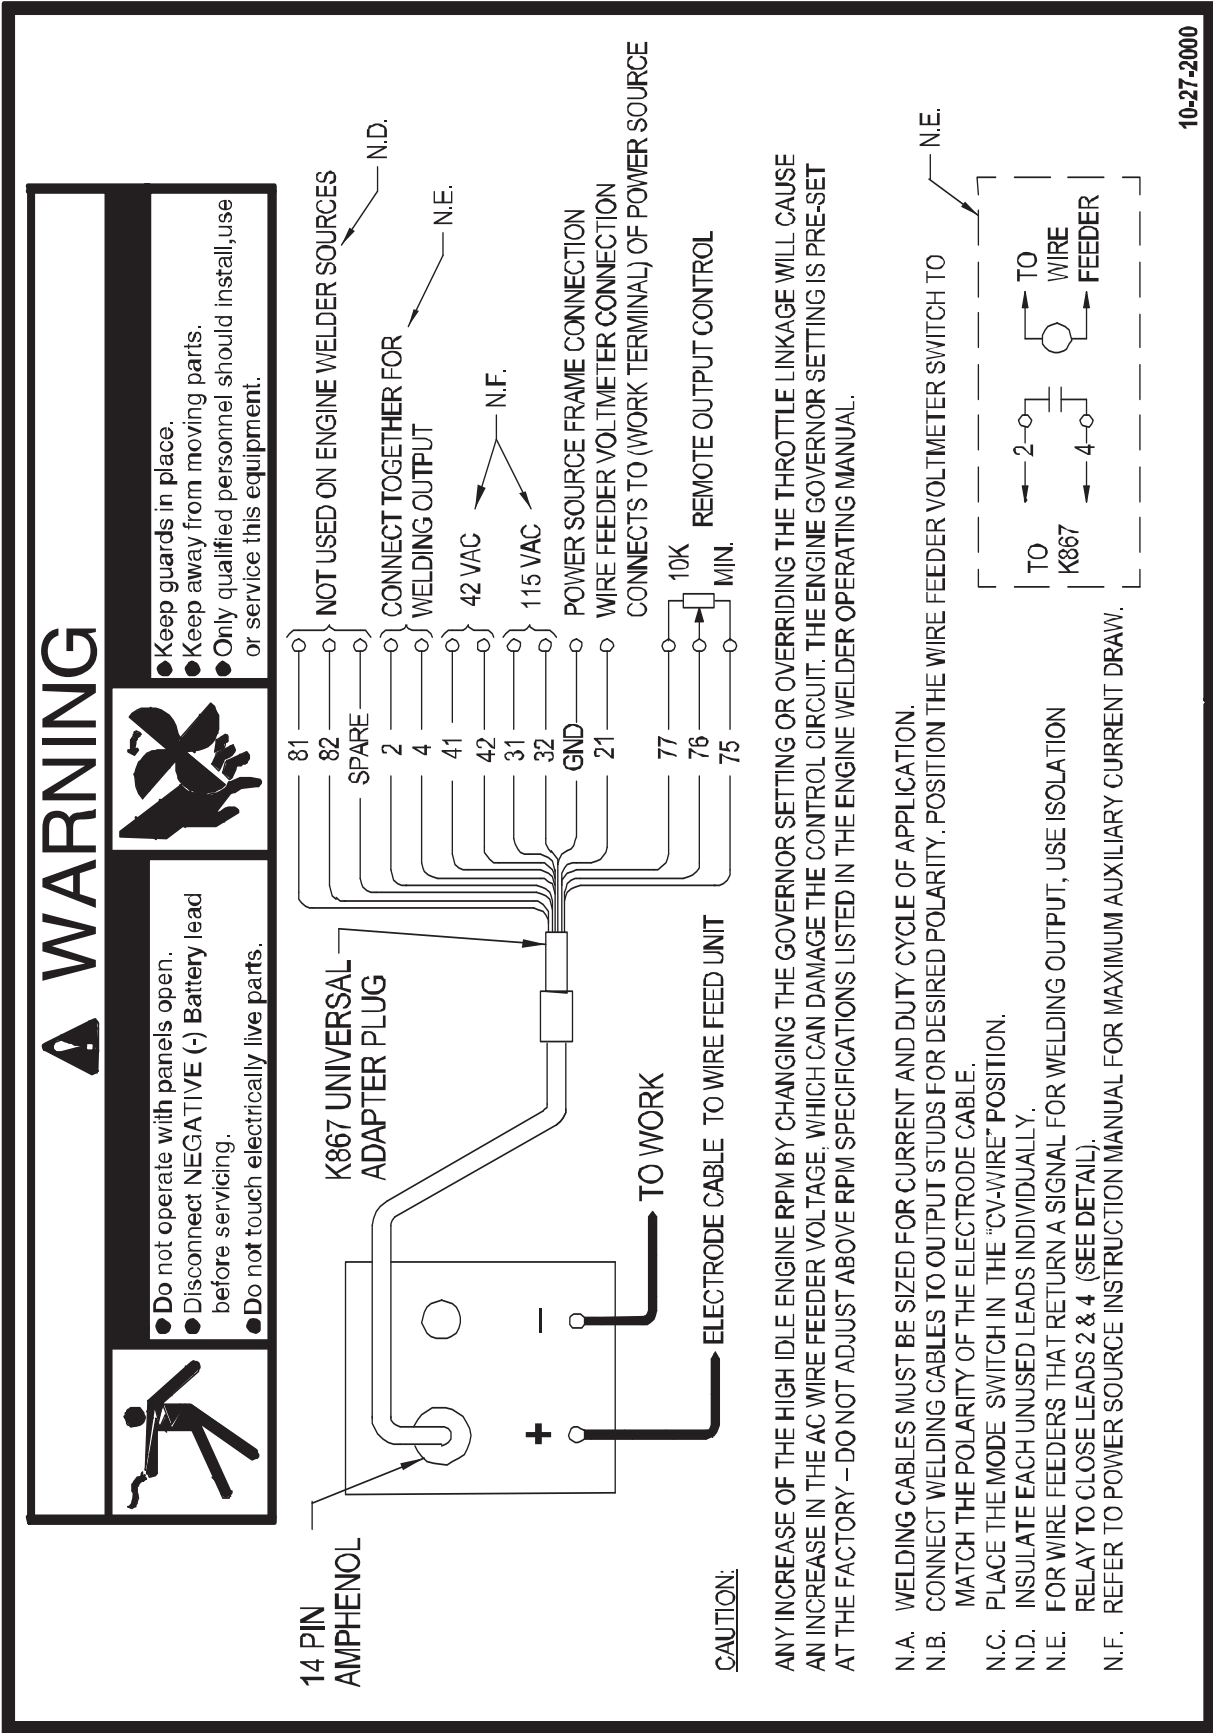 WARNING
●Do not operate with panels open.
●Disconnect NEGATIVE (-) Battery lead
before servicing.
●Do not touch electrically live parts.
●Keep guards in place.
●Keep away from moving parts.
●Only qualified personnel should install,use
or service this equipment.
14 PIN
AMPHENOL
K867 UNIVERSAL
ADAPTER PLUG
+
−
TO WORK
ELECTRODE CABLE TO WIRE FEED UNIT
81
82
SPARE
2
4
41
42
31
32
GND
21
77
76
75
NOT USED ON ENGINE WELDER SOURCES
N.D.
CONNECT TOGETHER FOR
WELDING OUTPUT
N.E.
42 VAC
N.F.
115 VAC
POWER SOURCE FRAME CONNECTION
WIRE FEEDER VOLTMETER CONNECTION
CONNECTS TO (WORK TERMINAL) OF POWER SOURCE
10K
REMOTE OUTPUT CONTROL
MIN.
CAUTION:
ANY INCREASE OF THE HIGH IDLE ENGINE RPM BY CHANGING THE GOVERNOR SETTING OR OVERRIDING THE THROTTLE LINKAGE WILL CAUSE
AN INCREASE IN THE AC WIRE FEEDER VOLTAGE, WHICH CAN DAMAGE THE CONTROL CIRCUIT. THE ENGINE GOVERNOR SETTING IS PRE-SET
AT THE FACTORY – DO NOT ADJUST ABOVE RPM SPECIFICATIONS LISTED IN THE ENGINE WELDER OPERATING MANUAL.
N.A. WELDING CABLES MUST BE SIZED FOR CURRENT AND DUTY CYCLE OF APPLICATION.
N.B. CONNECT WELDING CABLES TO OUTPUT STUDS FOR DESIRED POLARITY. POSITION THE WIRE FEEDER VOLTMETER SWITCH TO
MATCH THE POLARITY OF THE ELECTRODE CABLE.
N.C. PLACE THE MODE SWITCH IN THE "CV-WIRE" POSITION.
N.D. INSULATE EACH UNUSED LEADS INDIVIDUALLY.
N.E. FOR WIRE FEEDERS THAT RETURN A SIGNAL FOR WELDING OUTPUT, USE ISOLATION
RELAY TO CLOSE LEADS 2 & 4 (SEE DETAIL).
N.F. REFER TO POWER SOURCE INSTRUCTION MANUAL FOR MAXIMUM AUXILIARY CURRENT DRAW.
N.E.
TO
K867
2
4
TO
WIRE
FEEDER
10-27-2000